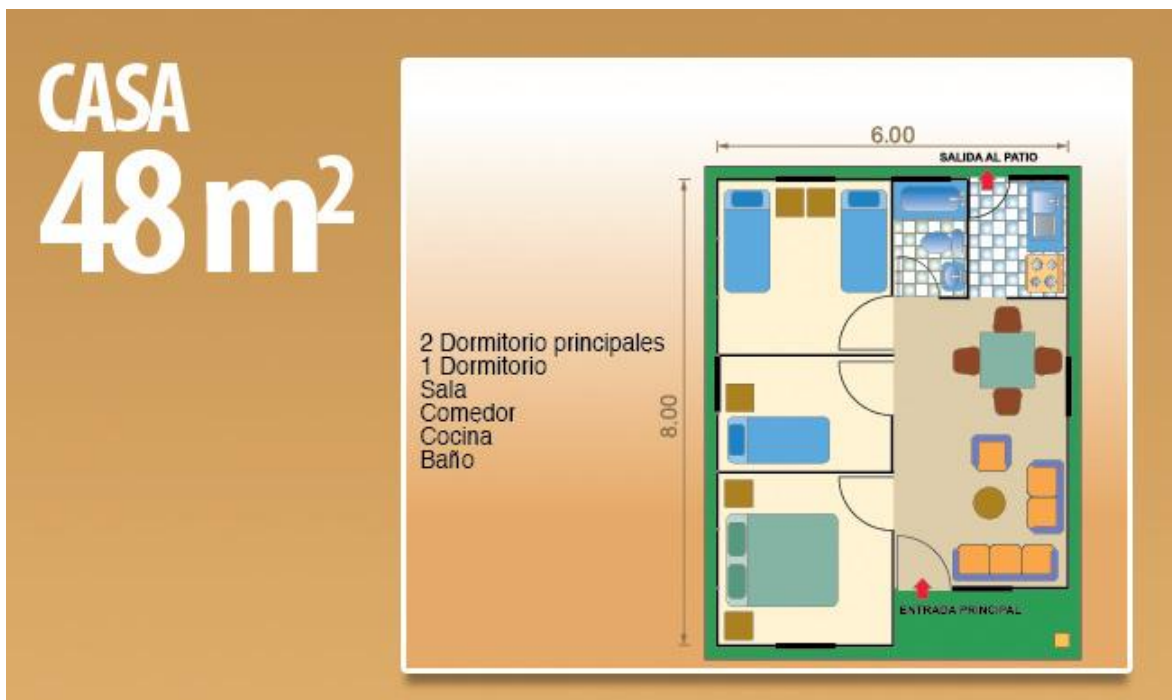 CASA
48 m²
6.00
SALIDA AL PATIO
2 Dormitorio principales
1 Dormitorio
Sala
Comedor
Cocina
Baño
8.00
ENTRADA PRINCIPAL